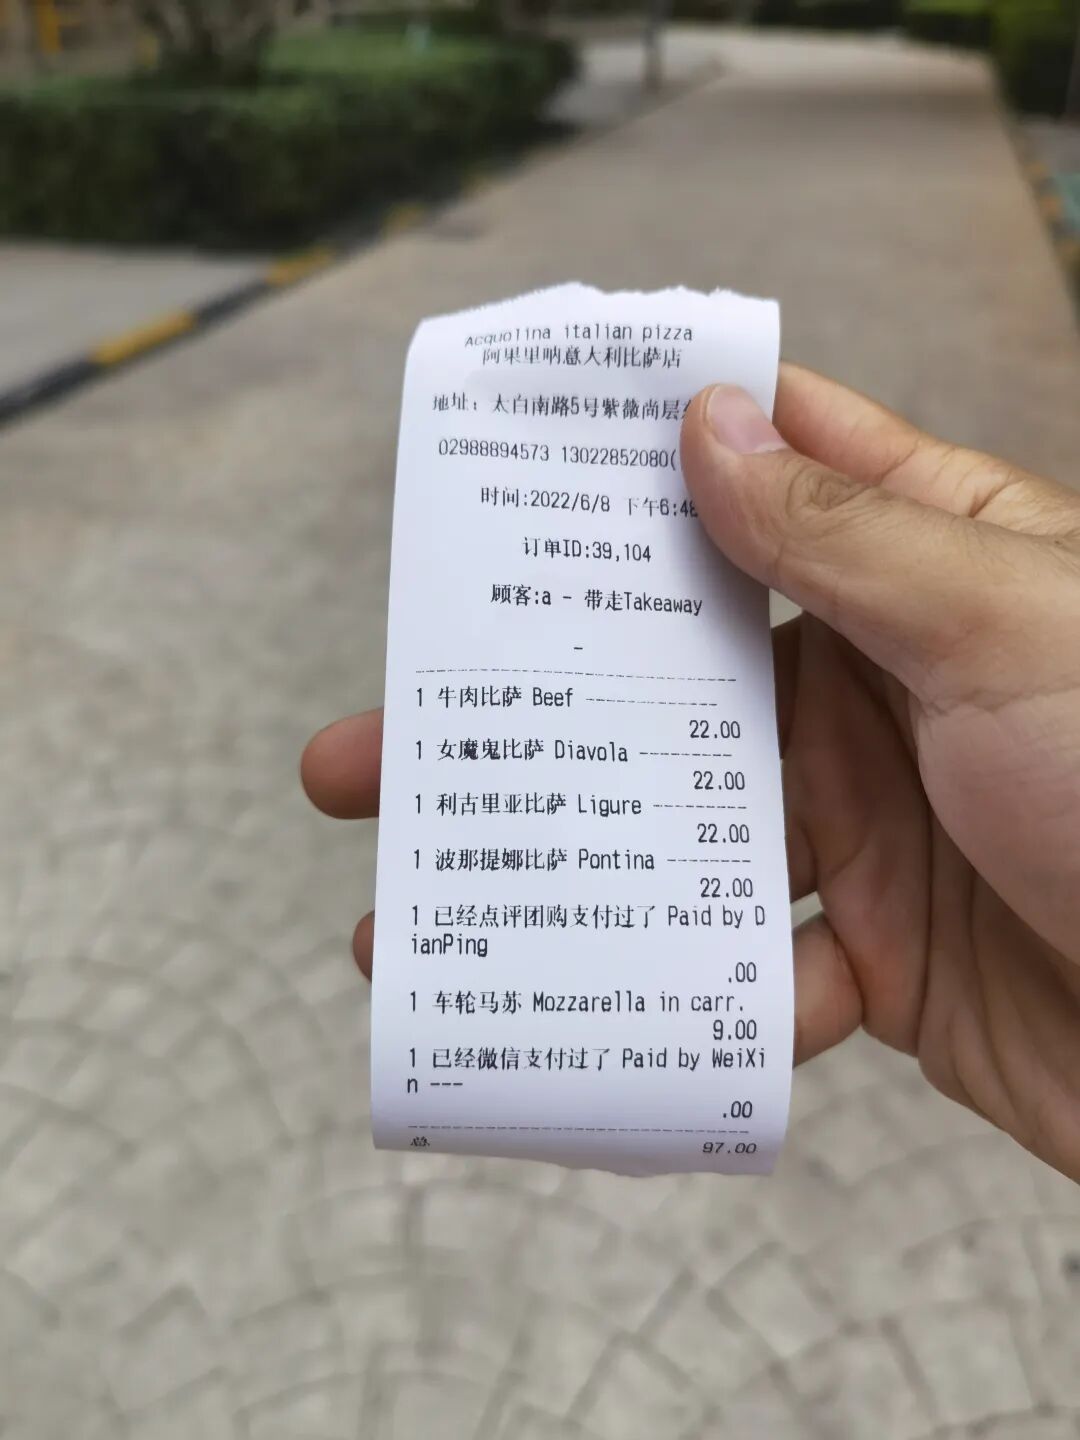 Acquolina italian pizza
阿果里呐意大利比萨店
地址：太白南路5号紫薇尚层
02988894573 13022852080(
时间:2022/6/8 下午6:48
订单ID:39,104
顾客:a - 带走Takeaway
-
1 牛肉比萨 Beef -------------
22.00
1 女魔鬼比萨 Diavola ---------
22.00
1 利古里亚比萨 Ligure ---------
22.00
1 波那提娜比萨 Pontina --------
22.00
1 已经点评团购支付过了 Paid by D
ianPing
.00
1 车轮马苏 Mozzarella in carr.
9.00
1 已经微信支付过了 Paid by WeiXi
n ---
.00
总 97.00